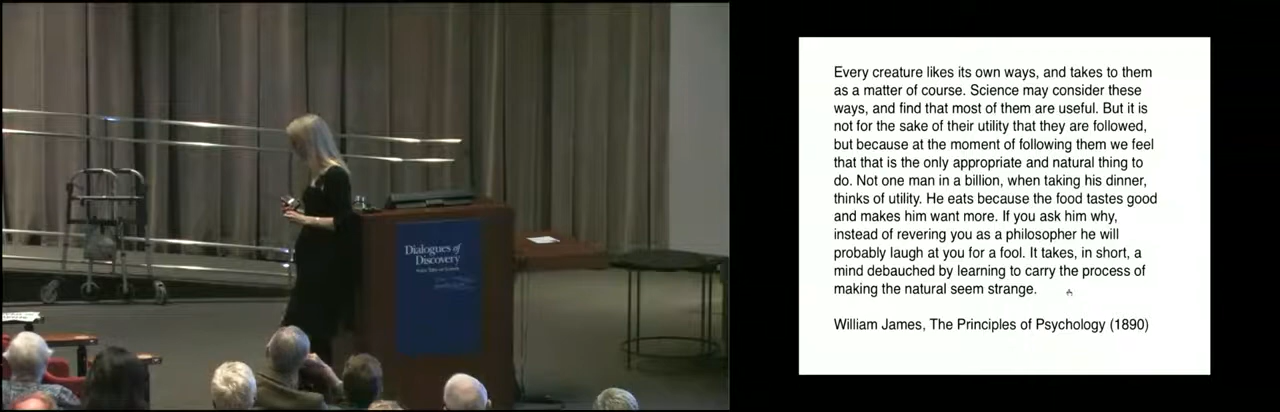 Dialogues of
Discovery
Every creature likes its own ways, and takes to them
as a matter of course. Science may consider these
ways, and find that most of them are useful. But it is
not for the sake of their utility that they are followed,
but because at the moment of following them we feel
that that is the only appropriate and natural thing to
do. Not one man in a billion, when taking his dinner,
thinks of utility. He eats because the food tastes good
and makes him want more. If you ask him why,
instead of revering you as a philosopher he will
probably laugh at you for a fool. It takes, in short, a
mind debauched by learning to carry the process of
making the natural seem strange.
William James, The Principles of Psychology (1890)